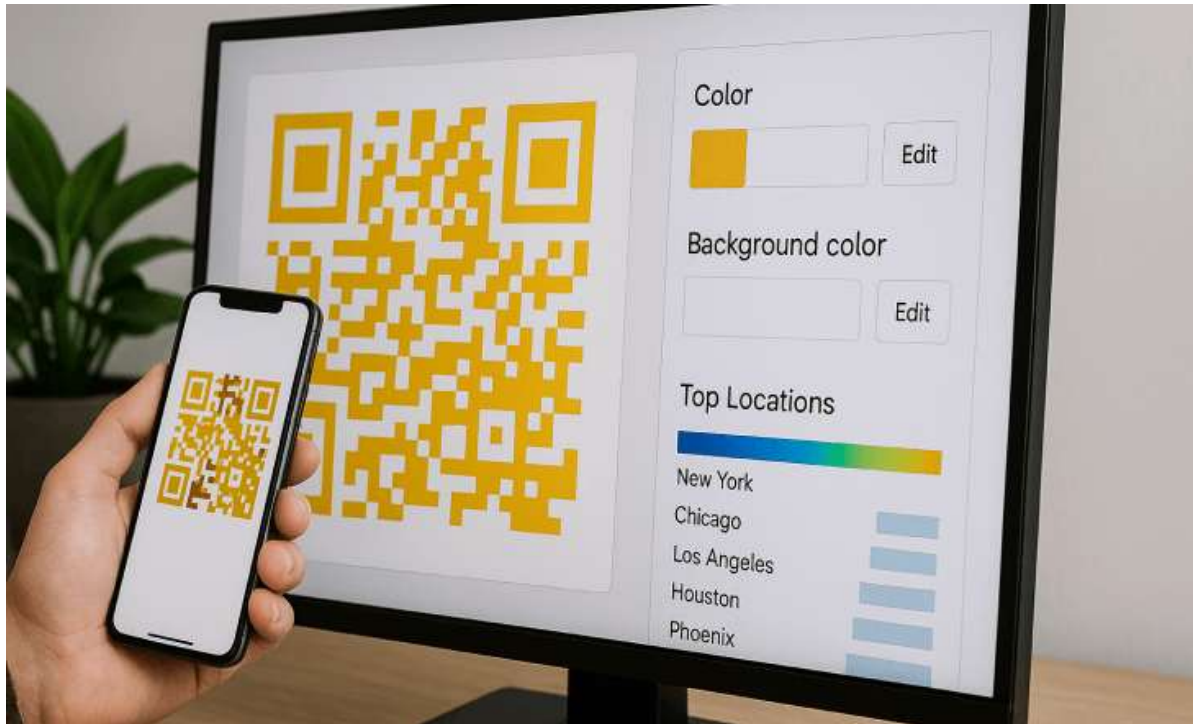 Color
Edit
Background color
Edit
Top Locations
New York
Chicago
Los Angeles
Houston
Phoenix